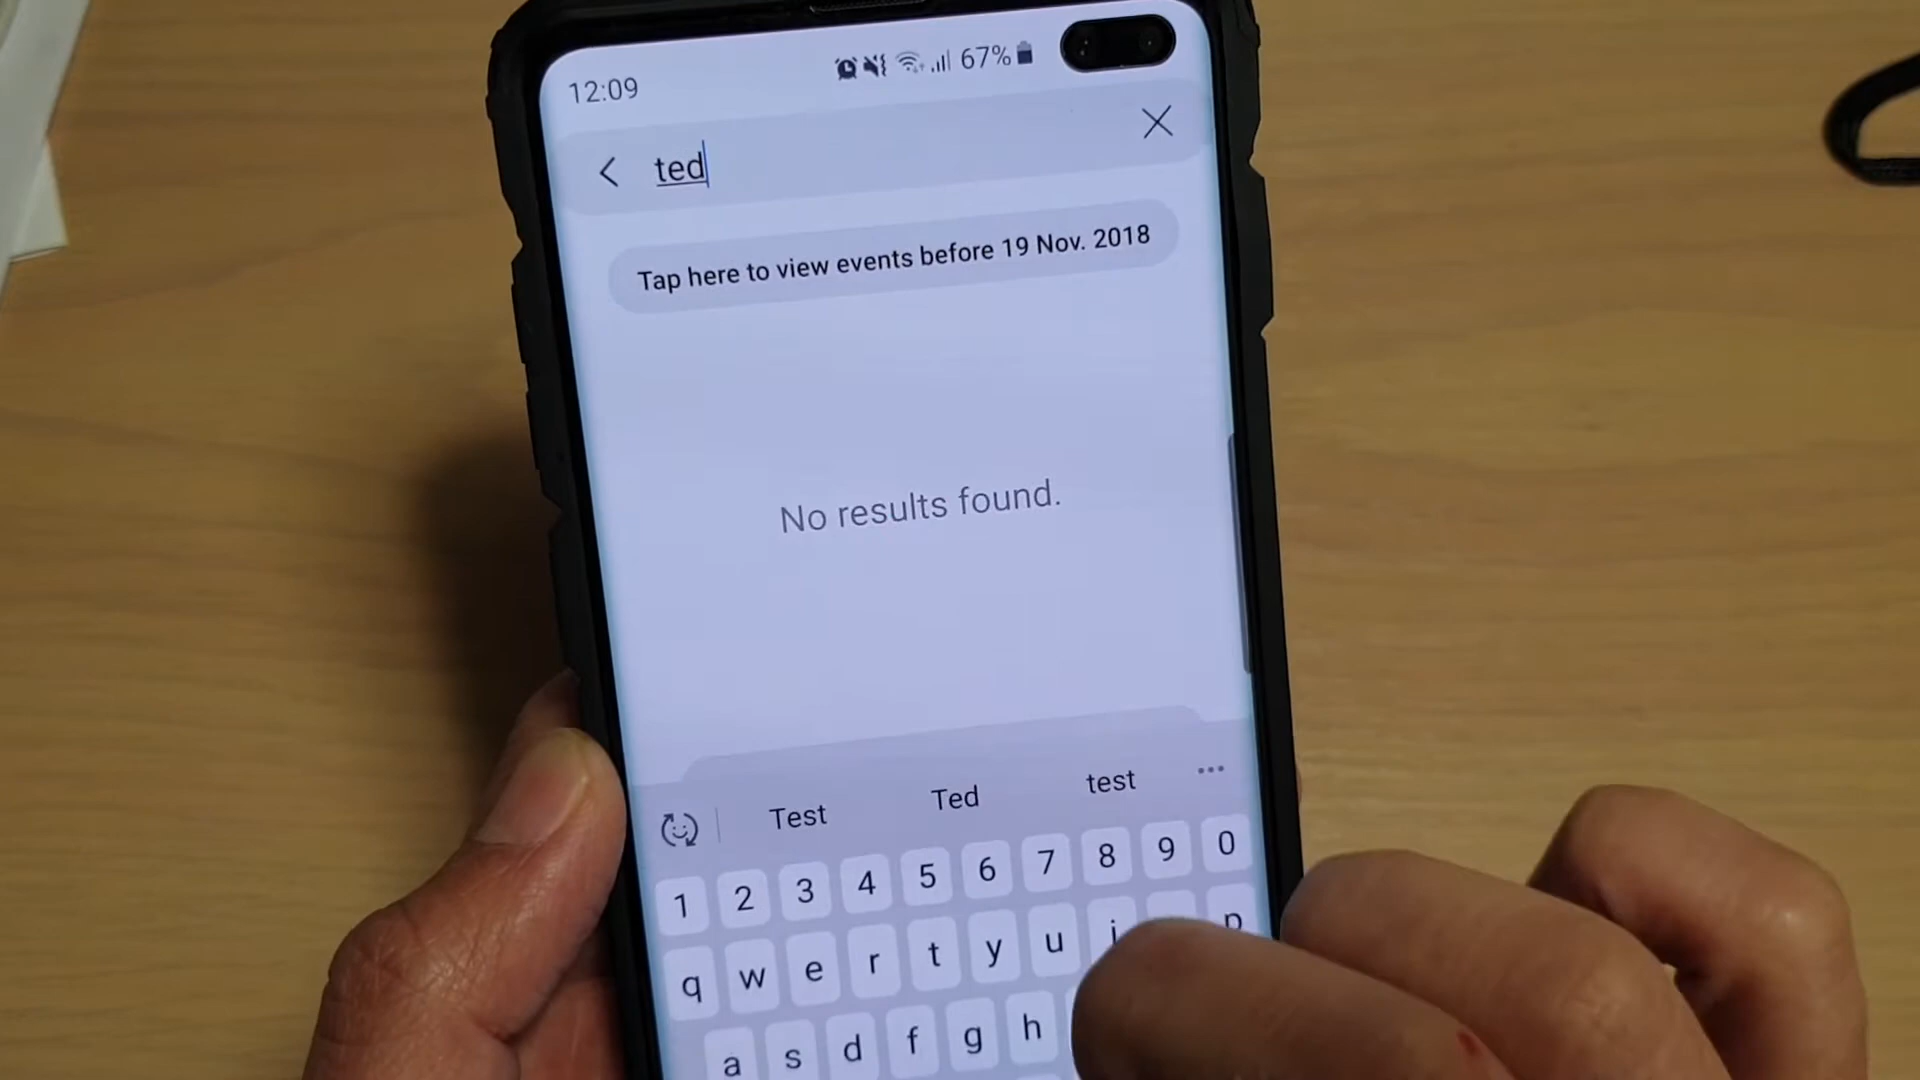 12:09 67%
ted
Tap here to view events before 19 Nov. 2018
No results found.
Test Ted test
1 2 3 4 5 6 7 8 9 0
q w e r t y u i p
a s d f g h